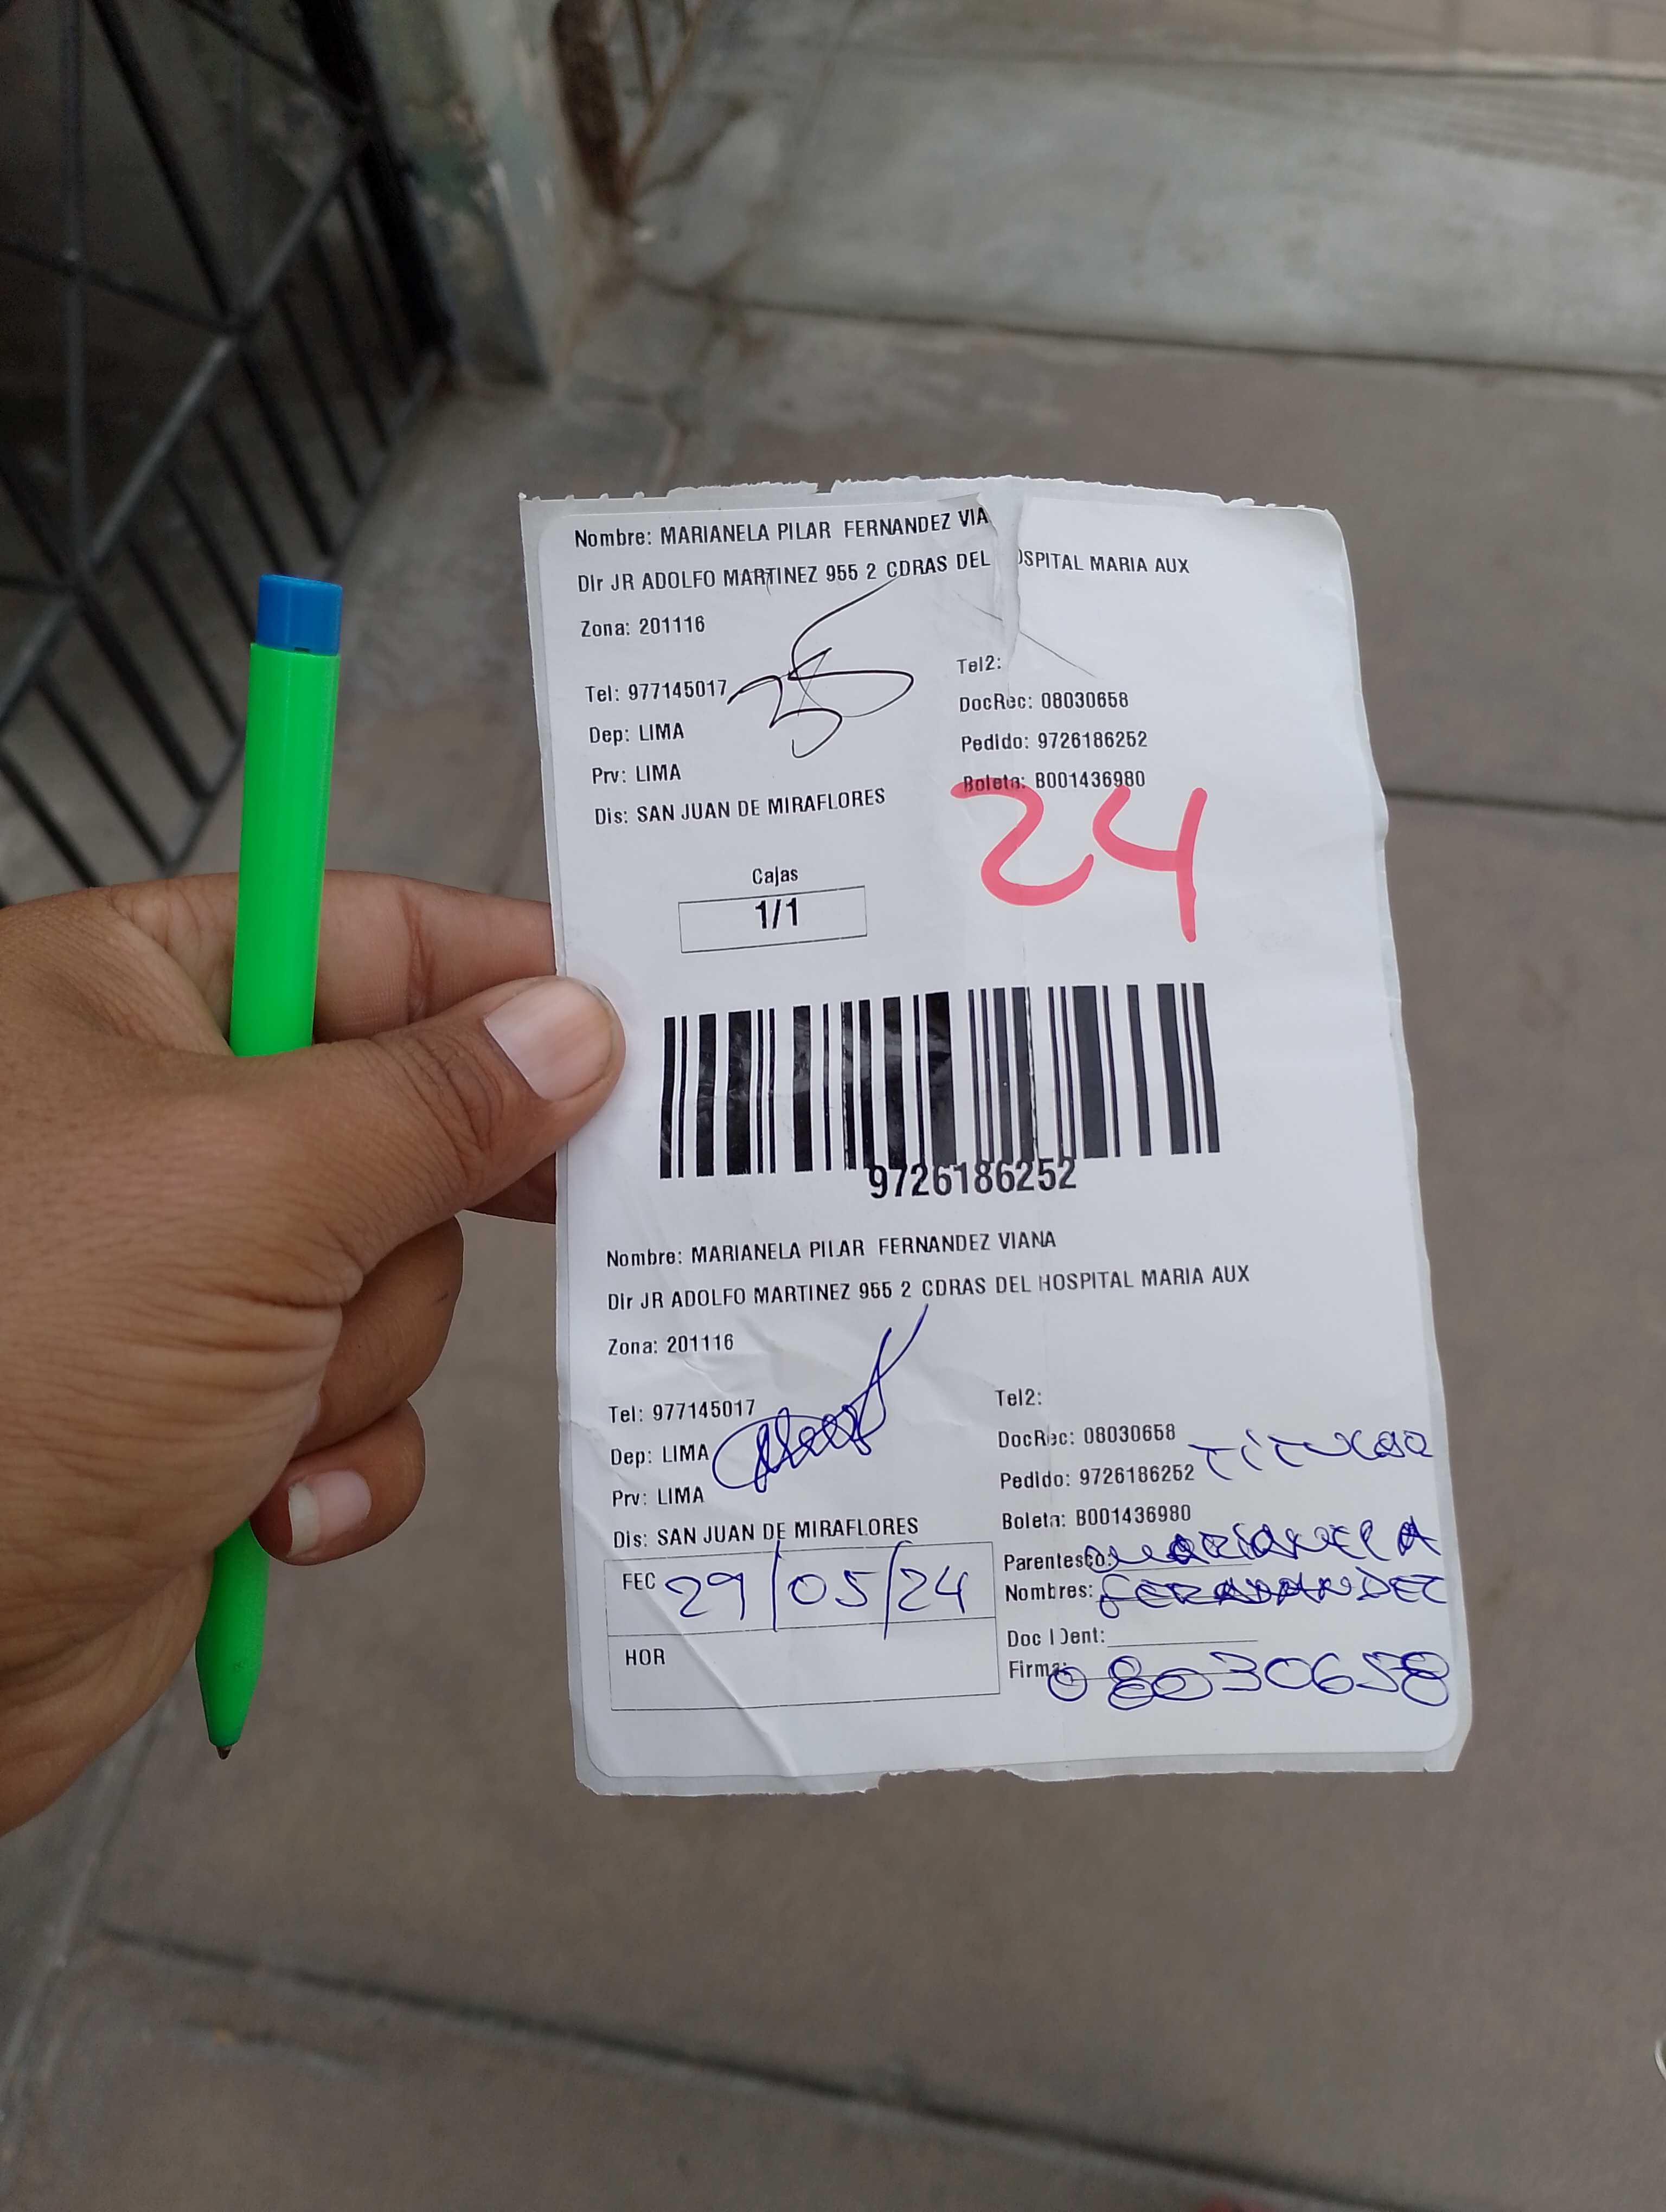 Nombre: MARIANELA PILAR FERNANDEZ VIA
Dir JR ADOLFO MARTINEZ 955 2 CDRAS DEL OSPITAL MARIA AUX
Zona: 201116
Tel: 977145017
Tel2:
Dep: LIMA
DocRec: 08030658
Prv: LIMA
Pedido: 9726186252
Dis: SAN JUAN DE MIRAFLORES
Boleta: B001436980
24
Cajas
1/1
9726186252
Nombre: MARIANELA PILAR FERNANDEZ VIANA
Dir JR ADOLFO MARTINEZ 955 2 CDRAS DEL HOSPITAL MARIA AUX
Zona: 201116
Tel: 977145017
Tel2:
Dep: LIMA
DocRec: 08030658 TITULAR
Prv: LIMA
Pedido: 9726186252
Dis: SAN JUAN DE MIRAFLORES
Boleta: B001436980
FEC 29/05/24
Parentesco: MARIANELA
Nombres: FERNANDEZ
HOR
Doc IDent:
Firma: 08030658